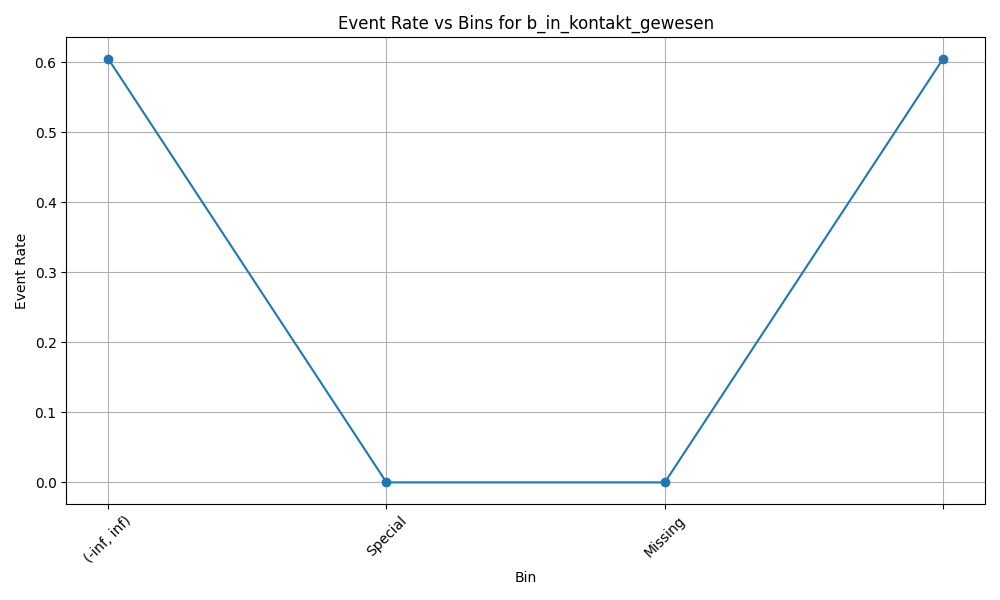 Event Rate vs Bins for b_in_kontakt_gewesen
Event Rate
0.6
0.5
0.4
0.3
0.2
0.1
0.0
(-inf, inf)
Special
Missing
Bin